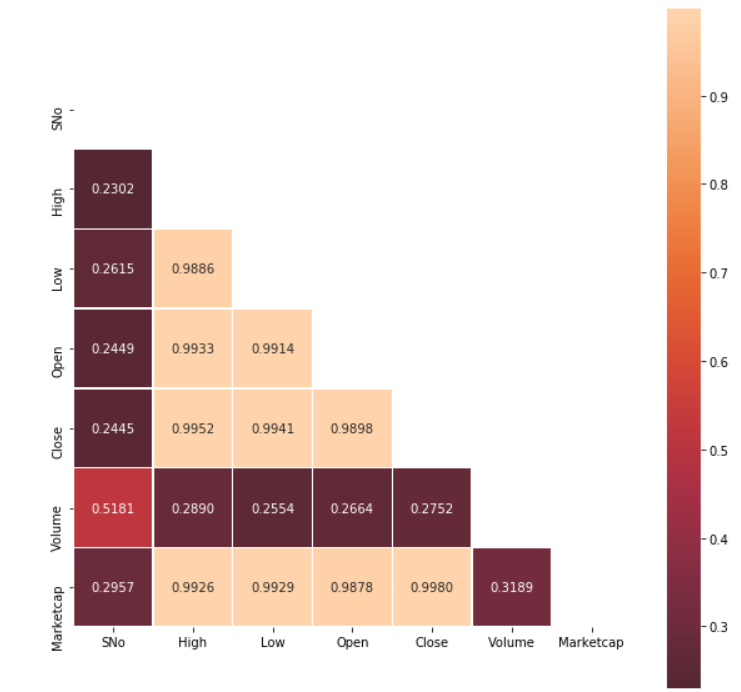 SNo
High 0.2302
Low 0.2615 0.9886
Open 0.2449 0.9933 0.9914
Close 0.2445 0.9952 0.9941 0.9898
Volume 0.5181 0.2890 0.2554 0.2664 0.2752
Marketcap 0.2957 0.9926 0.9929 0.9878 0.9980 0.3189
SNo High Low Open Close Volume Marketcap
0.9
0.8
0.7
0.6
0.5
0.4
0.3